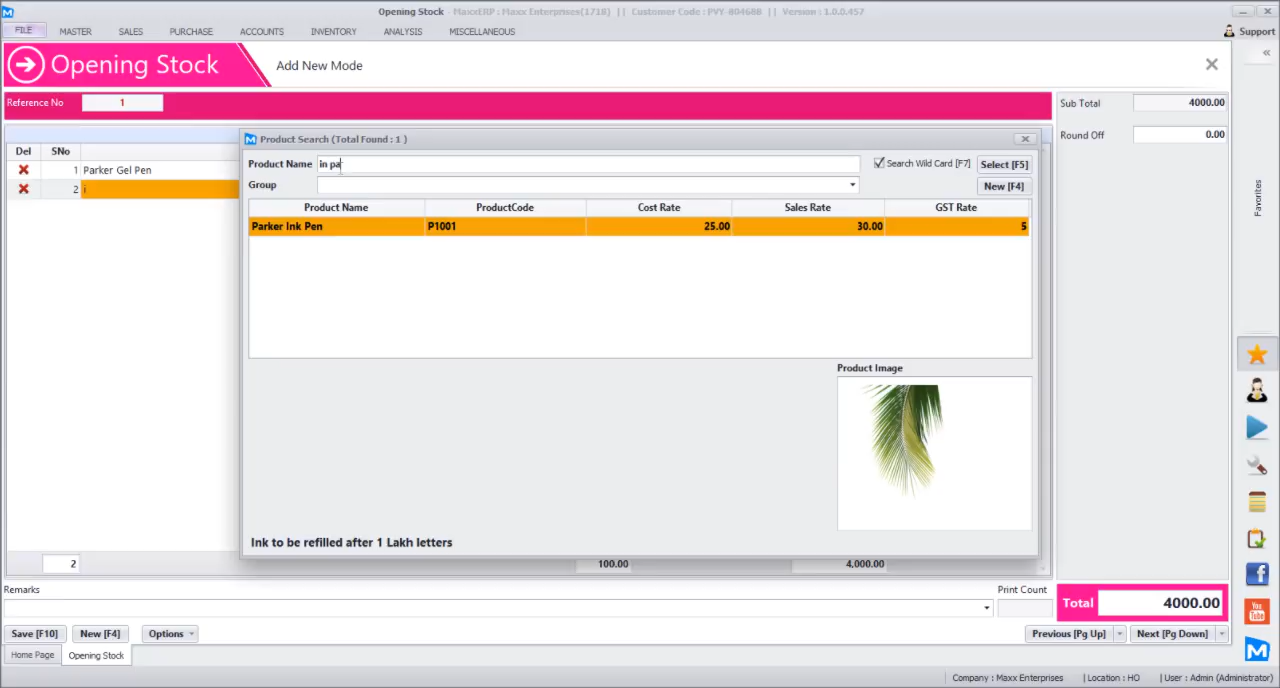 Opening Stock MaxxERP : Maxx Enterprises(1718) || Customer Code : PVY-804688 || Version : 1.0.0.457
FILE MASTER SALES PURCHASE ACCOUNTS INVENTORY ANALYSIS MISCELLANEOUS Support
Opening Stock Add New Mode
Reference No 1 Sub Total 4000.00
Round Off 0.00
Product Search (Total Found : 1 )
Del SNo
Product Name in pa Search Wild Card [F7] Select [F5]
1 Parker Gel Pen
Group New [F4]
2 i
Product Name ProductCode Cost Rate Sales Rate GST Rate
Parker Ink Pen P1001 25.00 30.00 5
Favorites
Product Image
Ink to be refilled after 1 Lakh letters
2 100.00 4,000.00
Remarks Print Count
Total 4000.00
Save [F10] New [F4] Options Previous [Pg Up] Next [Pg Down]
Home Page Opening Stock
You Tube
Company : Maxx Enterprises | Location : HO | User : Admin (Administrator)